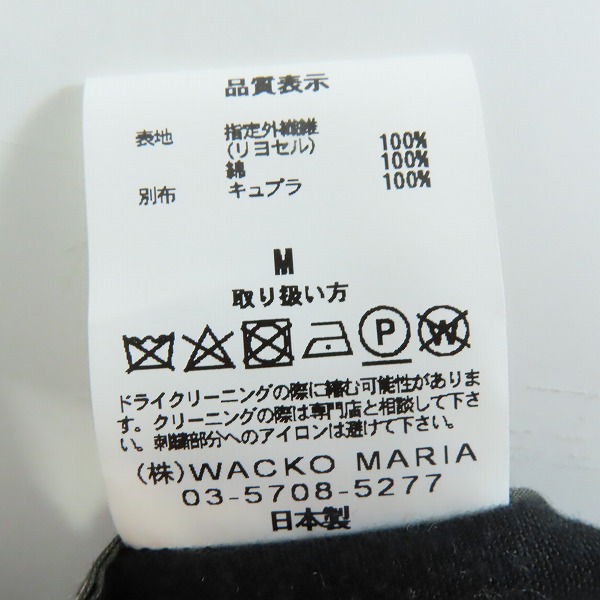 品質表示
表地 指定外繊維
(リヨセル) 100%
綿 100%
別布 キュプラ 100%
M
取り扱い方
P W
ドライクリーニングの際に縮む可能性がありま
す。クリーニングの際は専門店と相談して下さ
い。刺繍部分へのアイロンは避けて下さい。
(株)WACKO MARIA
03-5708-5277
日本製